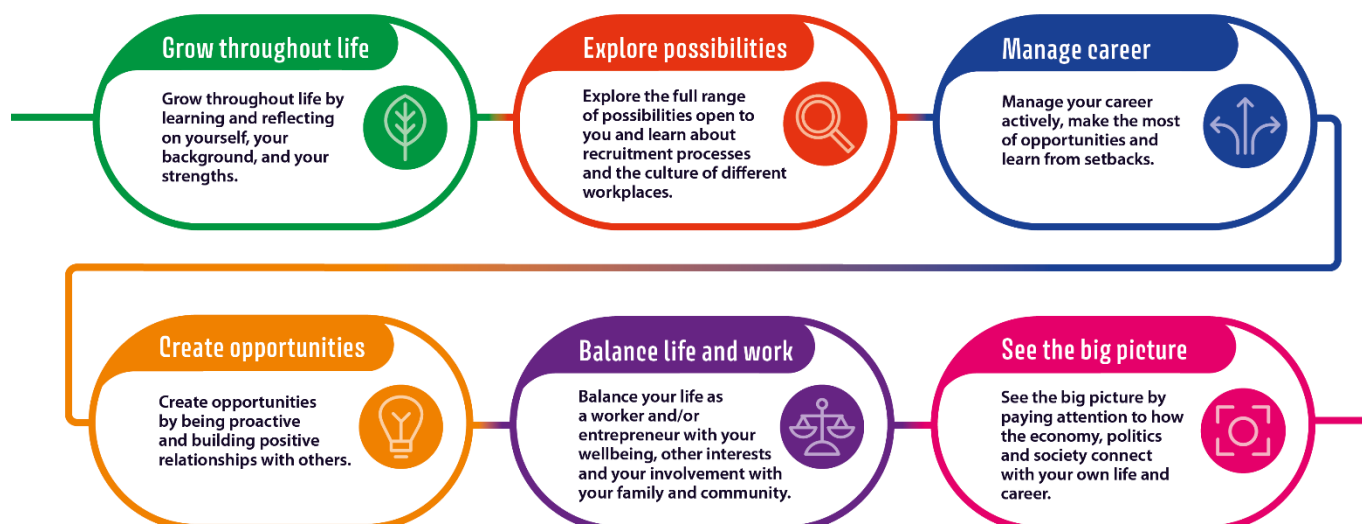 Grow throughout life
Grow throughout life by
learning and reflecting
on yourself, your
background, and your
strengths.
Explore possibilities
Explore the full range
of possibilities open to
you and learn about
recruitment processes
and the culture of different
workplaces.
Manage career
Manage your career
actively, make the most
of opportunities and
learn from setbacks.
Create opportunities
Create opportunities
by being proactive
and building positive
relationships with others.
Balance life and work
Balance your life as
a worker and/or
entrepreneur with your
wellbeing, other interests
and your involvement with
your family and community.
See the big picture
See the big picture by
paying attention to how
the economy, politics
and society connect
with your own life and
career.